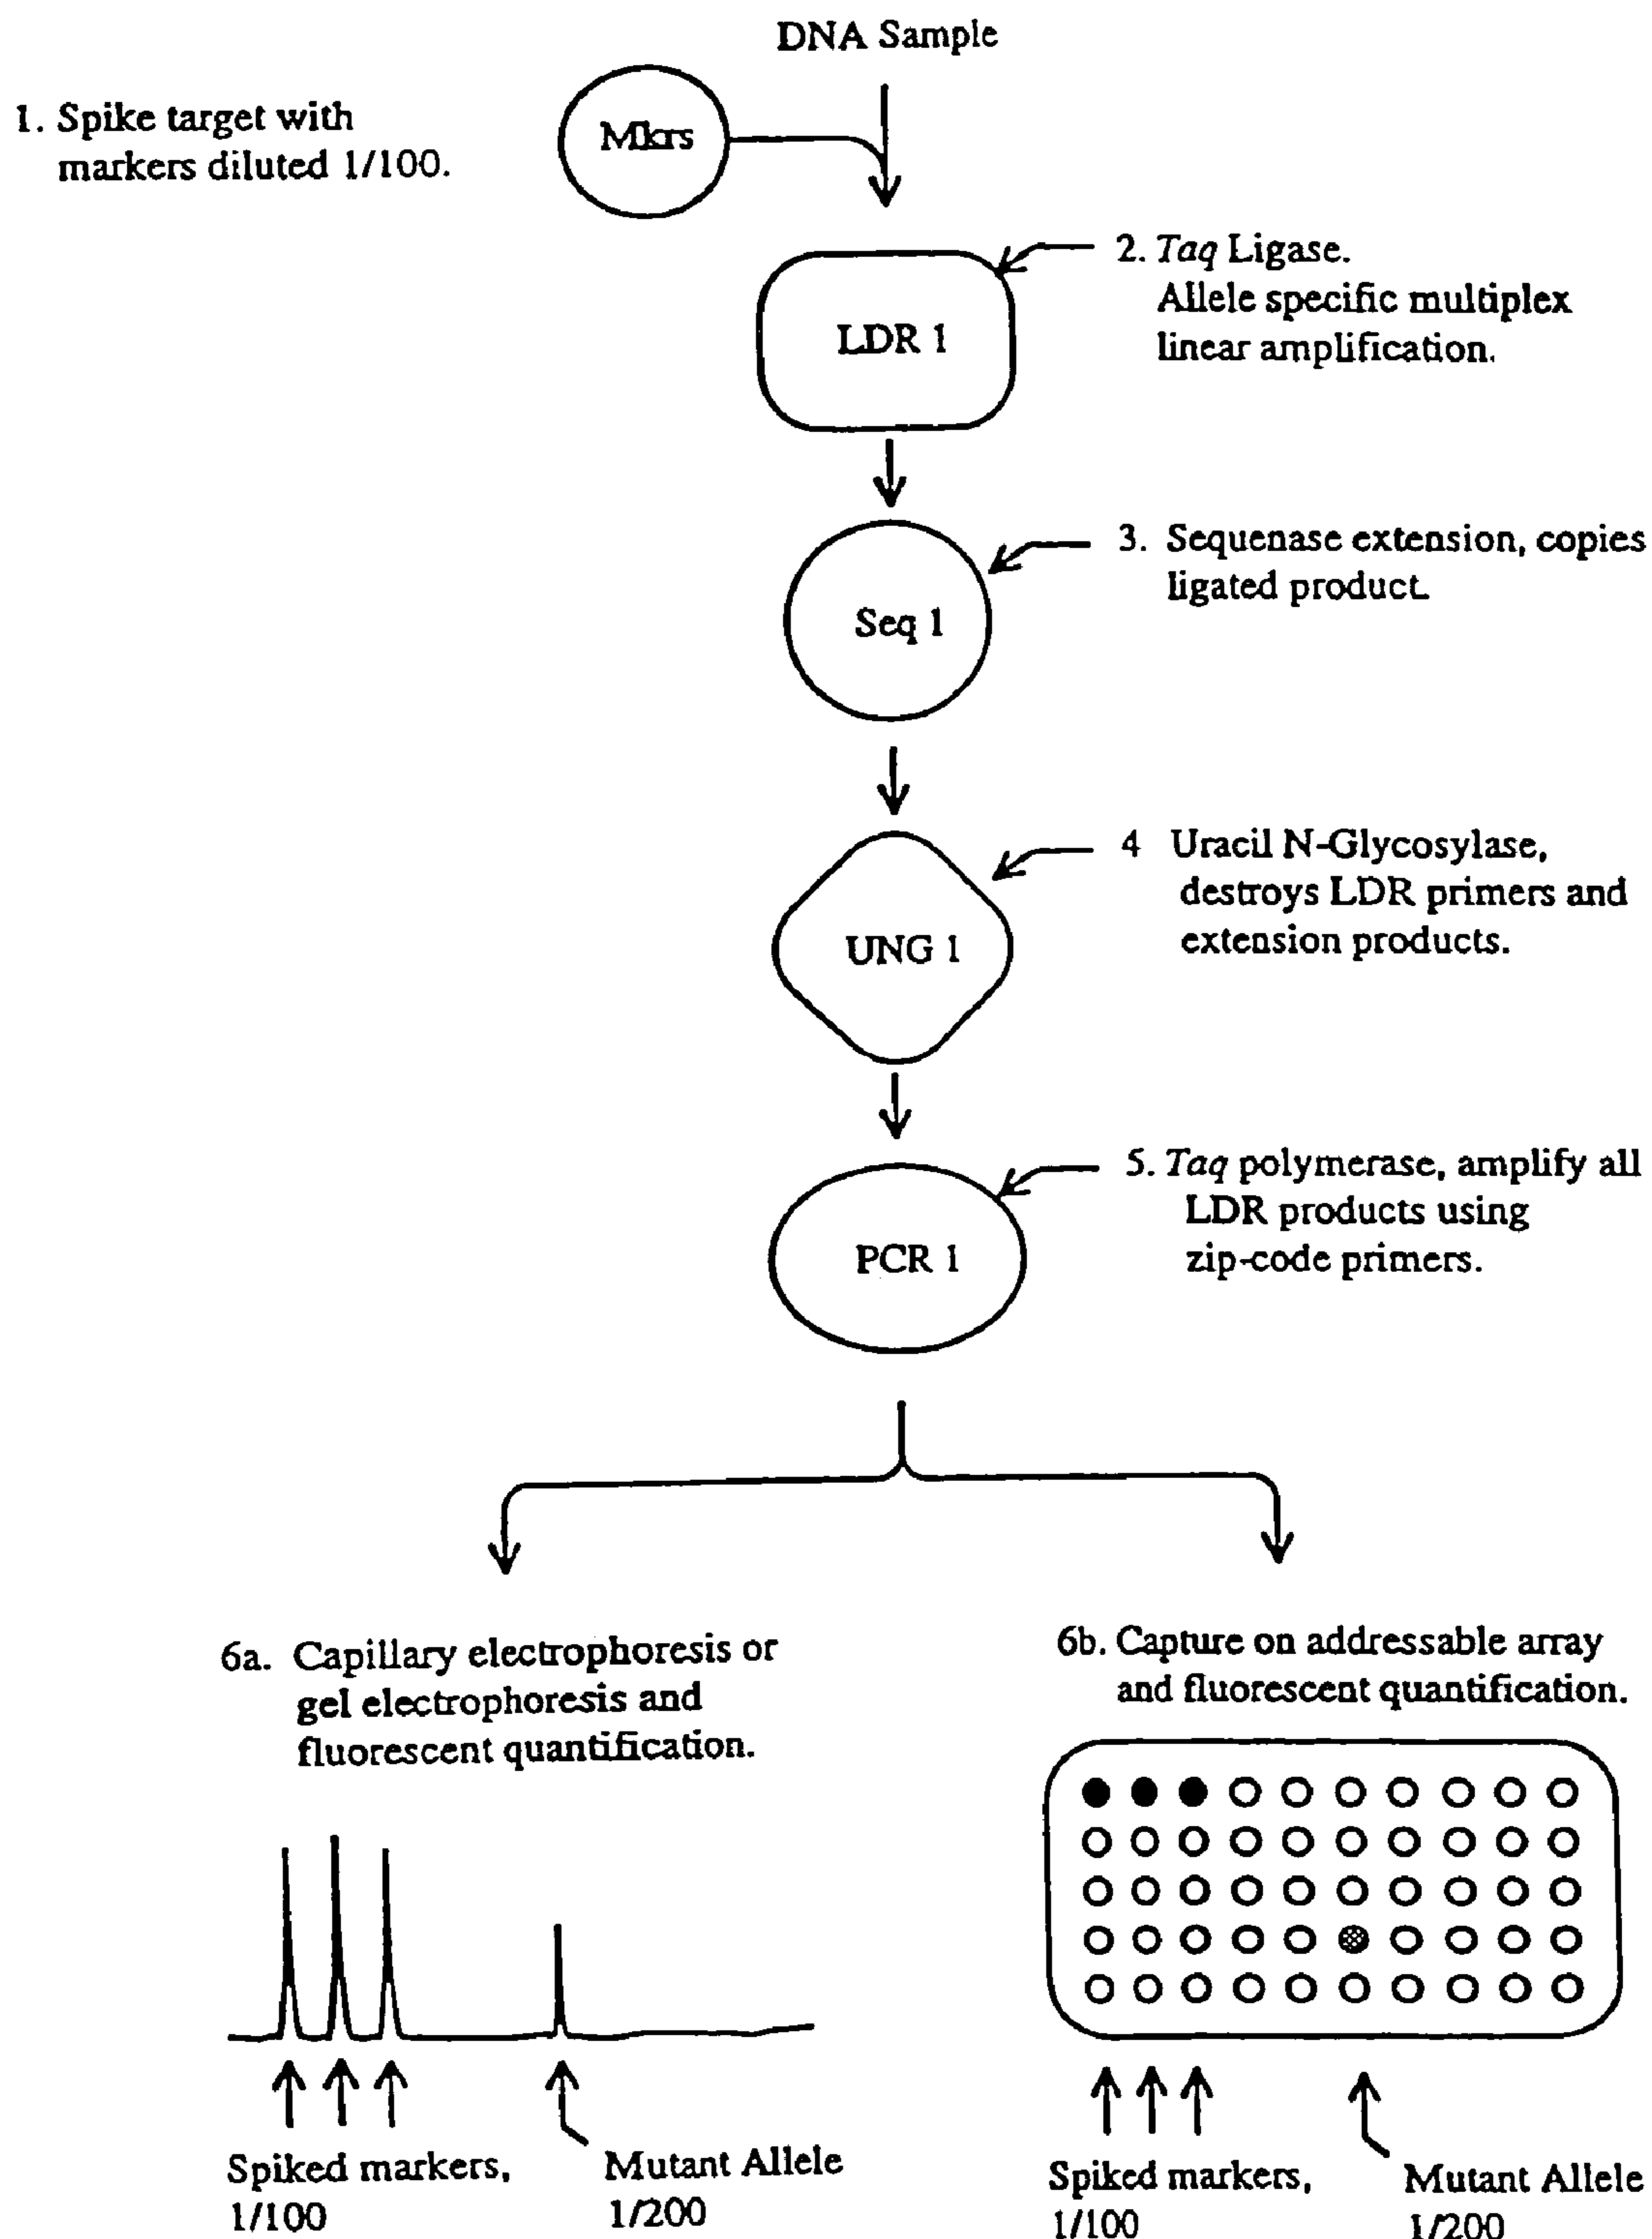 DNA Sample
1. Spike target with
markers diluted 1/100.
Mkrs
2. Taq Ligase.
Allele specific multiplex
linear amplification.
LDR 1
3. Sequenase extension, copies
ligated product.
Seq 1
4 Uracil N-Glycosylase,
destroys LDR primers and
extension products.
UNG 1
5. Taq polymerase, amplify all
LDR products using
zip-code primers.
PCR 1
6a. Capillary electrophoresis or
gel electrophoresis and
fluorescent quantification.
6b. Capture on addressable array
and fluorescent quantification.
Spiked markers,
1/100
Mutant Allele
1/200
Spiked markers,
1/100
Mutant Allele
1/200